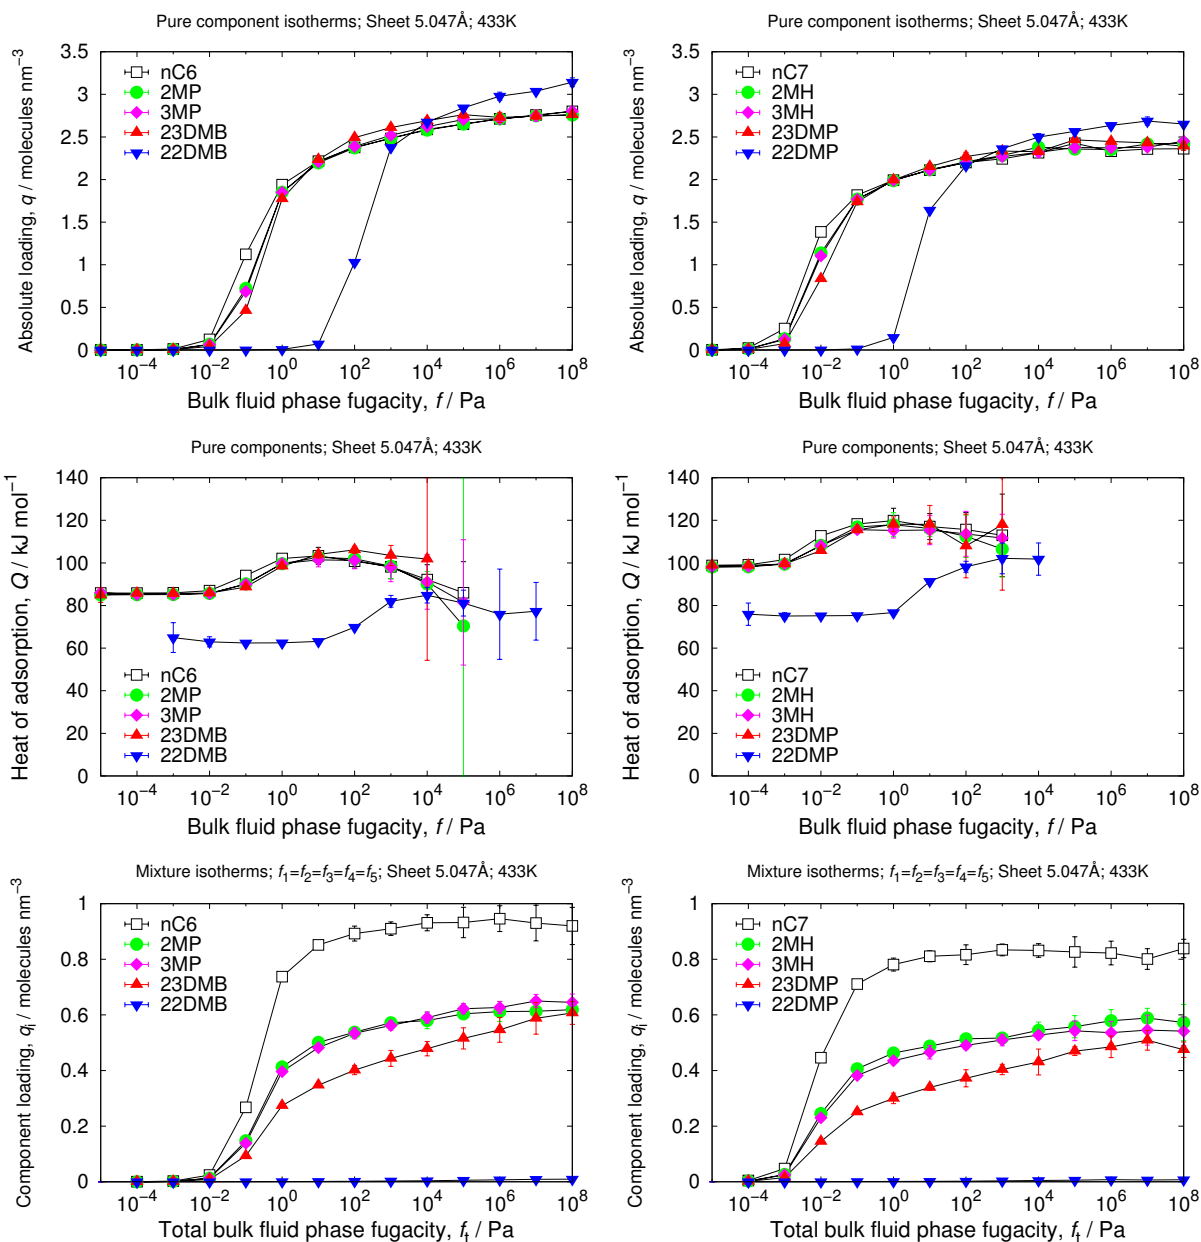 Pure component isotherms; Sheet 5.047Å; 433K
Absolute loading, q / molecules nm⁻³
3.5
3
2.5
2
1.5
1
0.5
0
nC6
2MP
3MP
23DMB
22DMB
10⁻⁴ 10⁻² 10⁰ 10² 10⁴ 10⁶ 10⁸
Bulk fluid phase fugacity, f / Pa
Pure component isotherms; Sheet 5.047Å; 433K
Absolute loading, q / molecules nm⁻³
3.5
3
2.5
2
1.5
1
0.5
0
nC7
2MH
3MH
23DMP
22DMP
10⁻⁴ 10⁻² 10⁰ 10² 10⁴ 10⁶ 10⁸
Bulk fluid phase fugacity, f / Pa
Pure components; Sheet 5.047Å; 433K
Heat of adsorption, Q / kJ mol⁻¹
140
120
100
80
60
40
20
0
nC6
2MP
3MP
23DMB
22DMB
10⁻⁴ 10⁻² 10⁰ 10² 10⁴ 10⁶ 10⁸
Bulk fluid phase fugacity, f / Pa
Pure components; Sheet 5.047Å; 433K
Heat of adsorption, Q / kJ mol⁻¹
140
120
100
80
60
40
20
0
nC7
2MH
3MH
23DMP
22DMP
10⁻⁴ 10⁻² 10⁰ 10² 10⁴ 10⁶ 10⁸
Bulk fluid phase fugacity, f / Pa
Mixture isotherms; f₁=f₂=f₃=f₄=f₅; Sheet 5.047Å; 433K
Component loading, qᵢ / molecules nm⁻³
1
0.8
0.6
0.4
0.2
0
nC6
2MP
3MP
23DMB
22DMB
10⁻⁴ 10⁻² 10⁰ 10² 10⁴ 10⁶ 10⁸
Total bulk fluid phase fugacity, fₜ / Pa
Mixture isotherms; f₁=f₂=f₃=f₄=f₅; Sheet 5.047Å; 433K
Component loading, qᵢ / molecules nm⁻³
1
0.8
0.6
0.4
0.2
0
nC7
2MH
3MH
23DMP
22DMP
10⁻⁴ 10⁻² 10⁰ 10² 10⁴ 10⁶ 10⁸
Total bulk fluid phase fugacity, fₜ / Pa